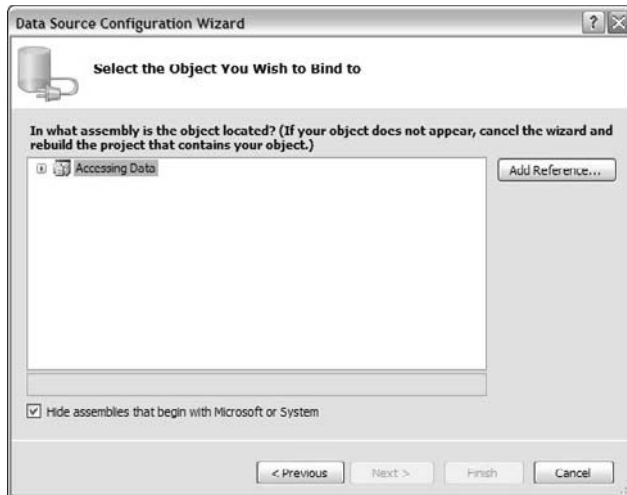 Data Source Configuration Wizard
Select the Object You Wish to Bind to
In what assembly is the object located? (If your object does not appear, cancel the wizard and
rebuild the project that contains your object.)
Accessing Data
Add Reference...
Hide assemblies that begin with Microsoft or System
< Previous
Next >
Finish
Cancel